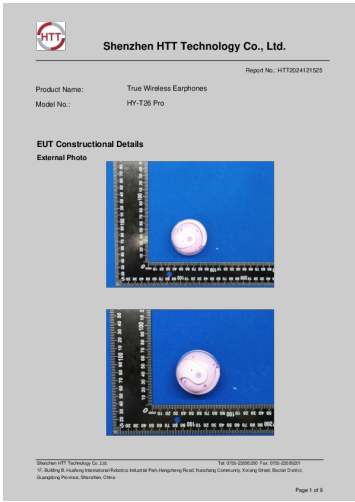 HTT
Shenzhen HTT Technology Co., Ltd.
Report No.: HTT2024121525
Product Name: True Wireless Earphones
Model No.: HY-T26 Pro
EUT Constructional Details
External Photo
Shenzhen HTT Technology Co.,Ltd. Tel: 0755-23595200 Fax: 0755-23595201
1F, Building B, Huafeng International Robotics Industrial Park, Hangcheng Road, Nanchang Community, Xixiang Street, Baoan District,
Guangdong Province, Shenzhen, China
Page 1 of 9